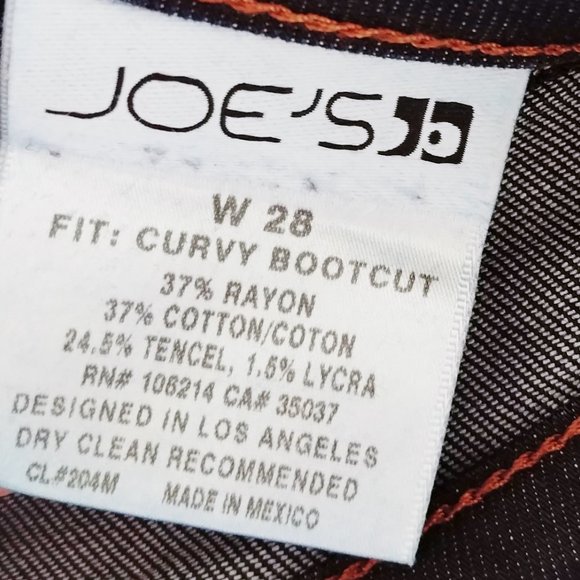 JOE'S
W 28
FIT: CURVY BOOTCUT
37% RAYON
37% COTTON/COTON
24.5% TENCEL, 1.5% LYCRA
RN# 106214 CA# 35037
DESIGNED IN LOS ANGELES
DRY CLEAN RECOMMENDED
CL#204M MADE IN MEXICO